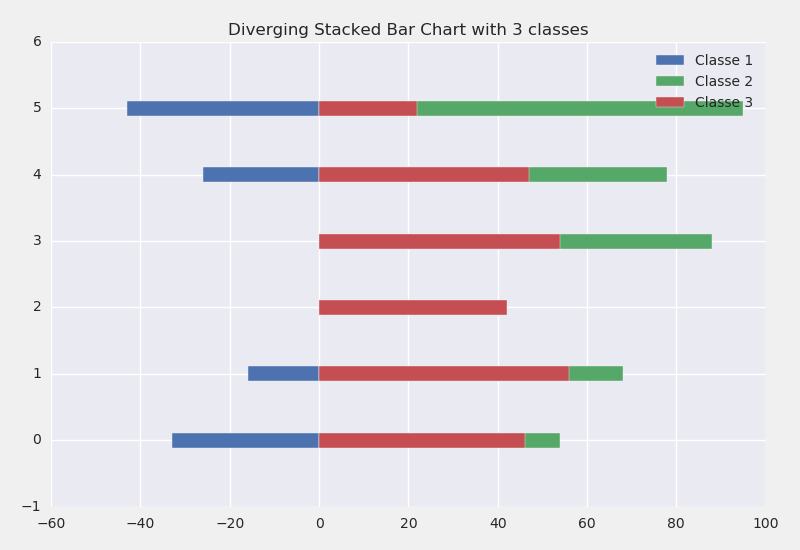 Diverging Stacked Bar Chart with 3 classes
6
Classe 1
Classe 2
Classe 3
5
4
3
2
1
0
−1
−60 −40 −20 0 20 40 60 80 100